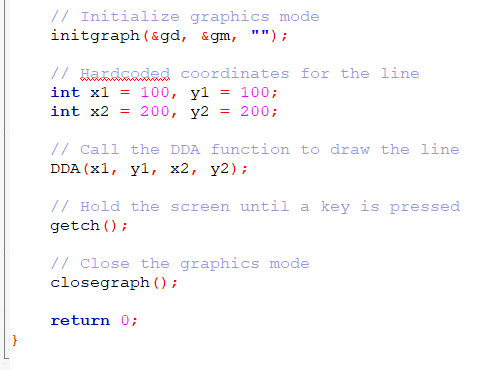 // Initialize graphics mode
initgraph(&gd, &gm, "");
// Hardcoded coordinates for the line
int x1 = 100, y1 = 100;
int x2 = 200, y2 = 200;
// Call the DDA function to draw the line
DDA(x1, y1, x2, y2);
// Hold the screen until a key is pressed
getch();
// Close the graphics mode
closegraph();
return 0;
}